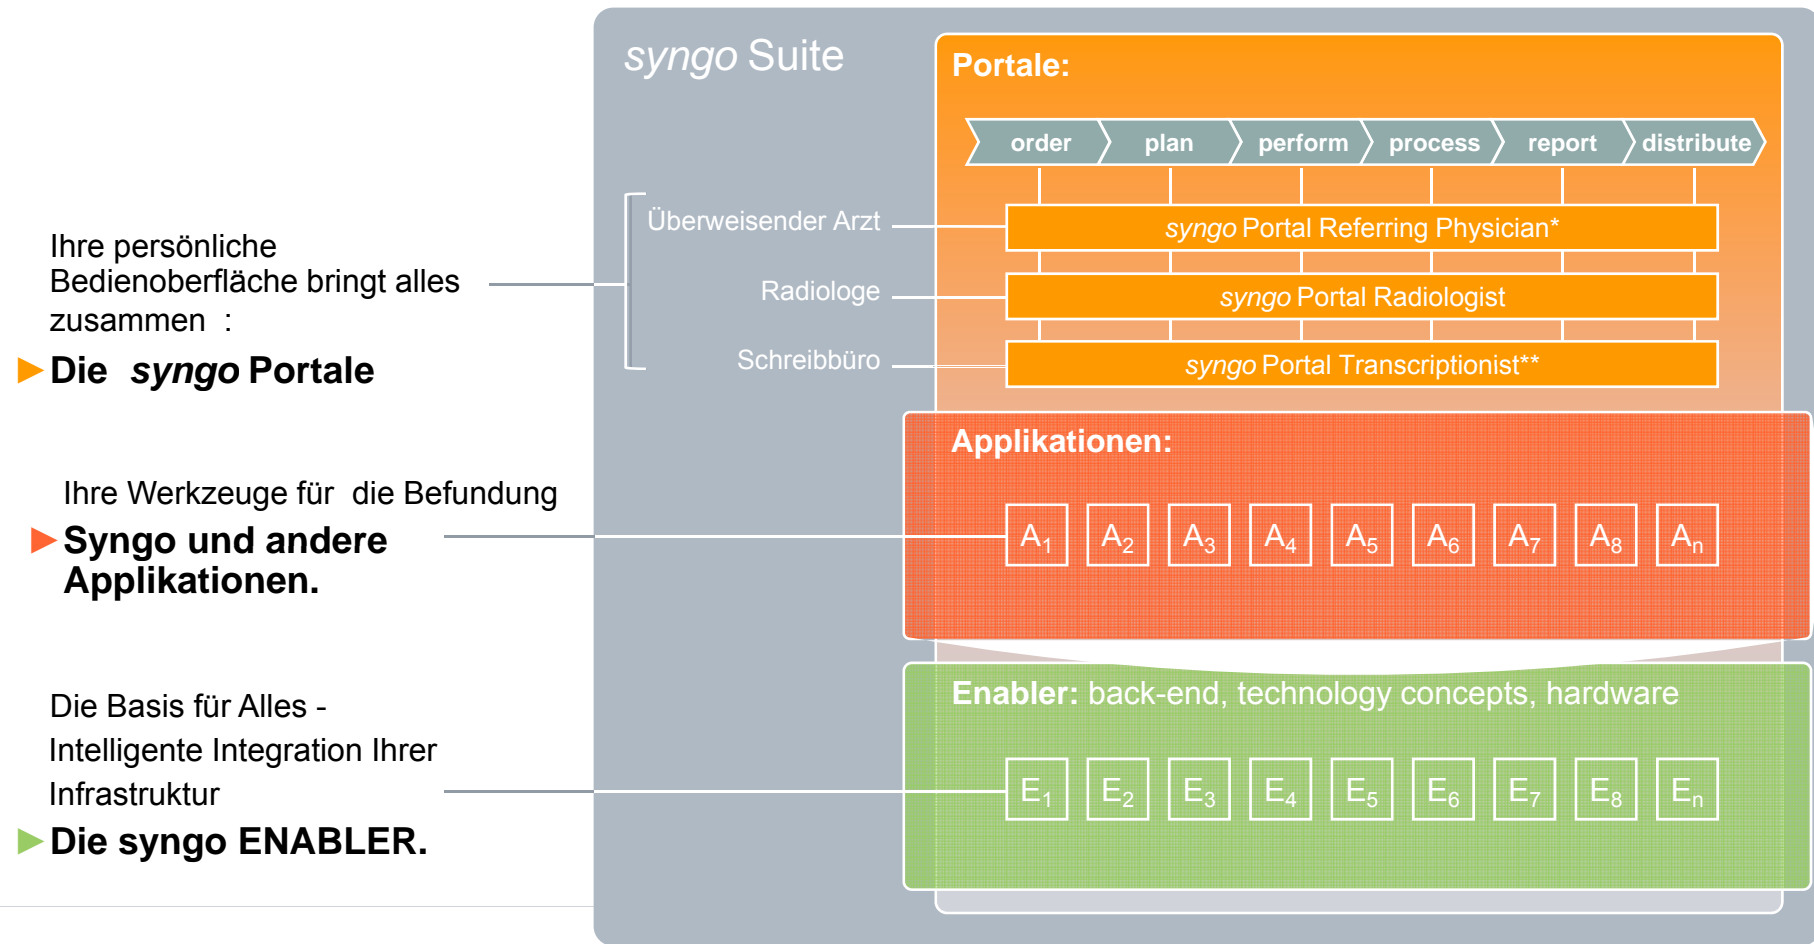 syngo Suite
Portale:
order plan perform process report distribute
Überweisender Arzt
syngo Portal Referring Physician*
Radiologe
syngo Portal Radiologist
Schreibbüro
syngo Portal Transcriptionist**
Ihre persönliche
Bedienoberfläche bringt alles
zusammen :
Die syngo Portale
Applikationen:
A1 A2 A3 A4 A5 A6 A7 A8 An
Ihre Werkzeuge für die Befundung
Syngo und andere
Applikationen.
Enabler: back-end, technology concepts, hardware
E1 E2 E3 E4 E5 E6 E7 E8 En
Die Basis für Alles -
Intelligente Integration Ihrer
Infrastruktur
Die syngo ENABLER.